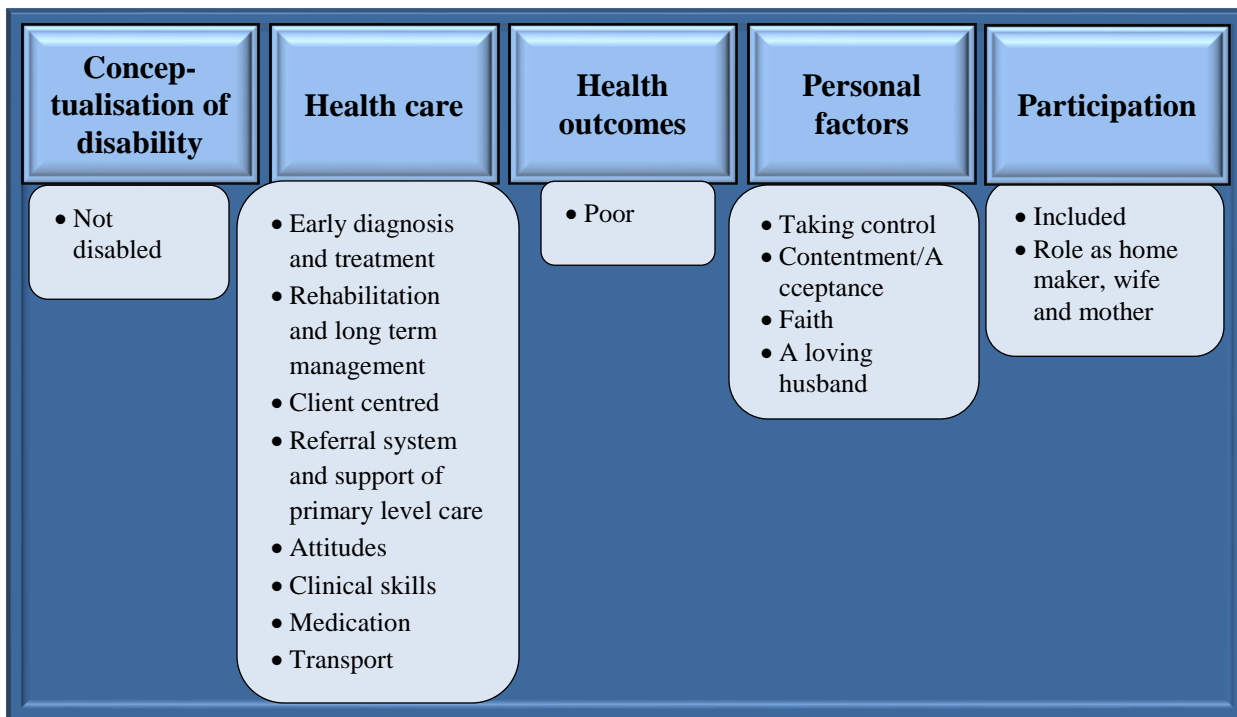 Concep-
tualisation of
disability
• Not
disabled
Health care
• Early diagnosis
and treatment
• Rehabilitation
and long term
management
• Client centred
• Referral system
and support of
primary level care
• Attitudes
• Clinical skills
• Medication
• Transport
Health
outcomes
• Poor
Personal
factors
• Taking control
• Contentment/A
cceptance
• Faith
• A loving
husband
Participation
• Included
• Role as home
maker, wife
and mother